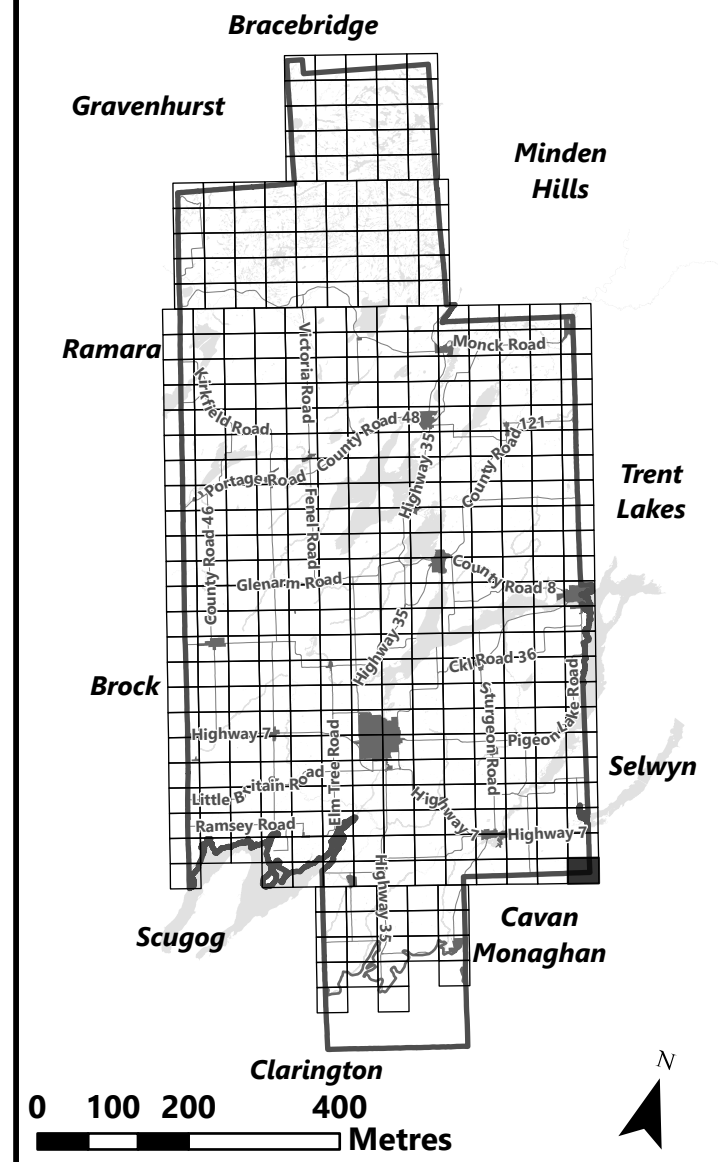 Bracebridge
Gravenhurst
Minden
Hills
Ramara
Victoria Road
Monck Road
Kirkfield Road
County Road 48
Highway 35
County Road 121
Portage Road
Trent
Lakes
Fenel Road
County Road 46
Glenarm Road
County Road 8
Highway 35
Ckl Road 36
Brock
Sturgeon Road
Pigeon Lake Road
Highway 7
Elm Tree Road
Selwyn
Little Britain Road
Ramsey Road
Highway 7
Highway 7
Highway 35
Scugog
Cavan
Monaghan
Clarington
N
0 100 200 400
Metres